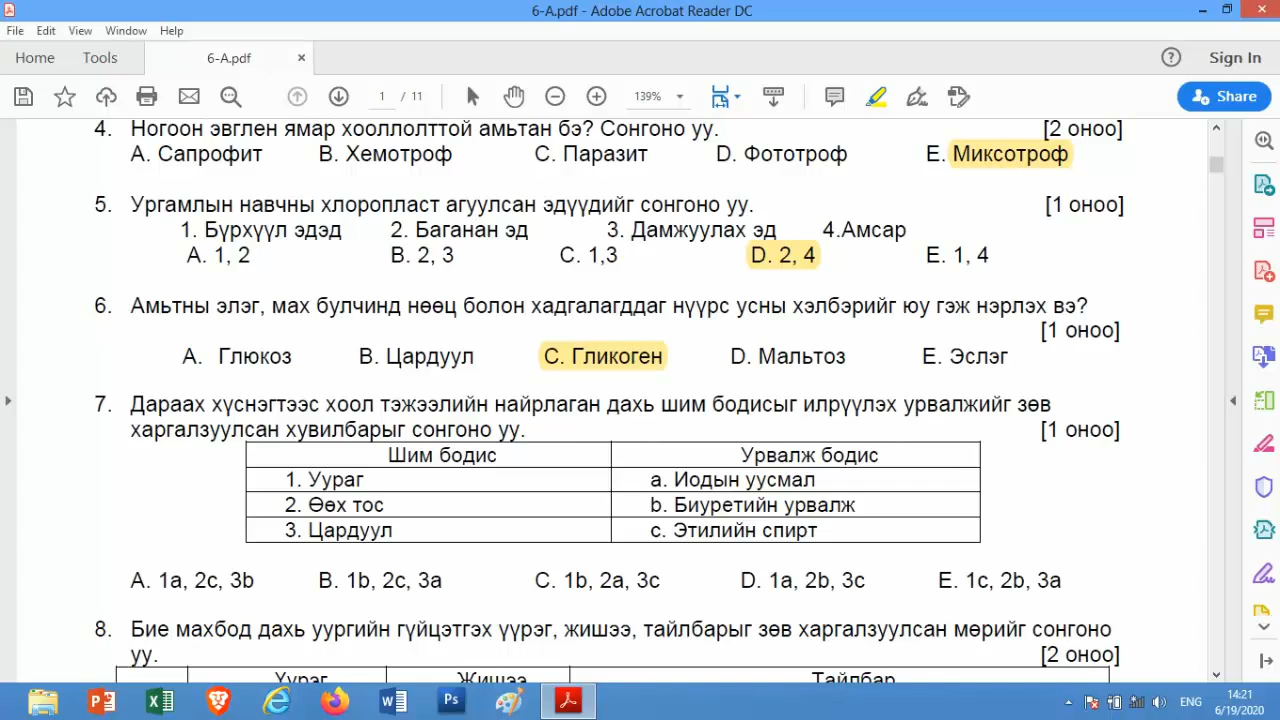 6-A.pdf - Adobe Acrobat Reader DC
File Edit View Window Help
Home Tools 6-A.pdf × Sign In
1 / 11 139% Share
4. Ногоон эвглен ямар хооллолттой амьтан бэ? Сонгоно уу. [2 оноо]
A. Сапрофит B. Хемотроф C. Паразит D. Фототроф E. Миксотроф
5. Ургамлын навчны хлоропласт агуулсан эдүүдийг сонгоно уу. [1 оноо]
1. Бүрхүүл эдэд 2. Баганан эд 3. Дамжуулах эд 4.Амсар
A. 1, 2 B. 2, 3 C. 1,3 D. 2, 4 E. 1, 4
6. Амьтны элэг, мах булчинд нөөц болон хадгалагддаг нүүрс усны хэлбэрийг юу гэж нэрлэх вэ?
[1 оноо]
A. Глюкоз B. Цардуул C. Гликоген D. Мальтоз E. Эслэг
7. Дараах хүснэгтээс хоол тэжээлийн найрлаган дахь шим бодисыг илрүүлэх урвалжийг зөв
харгалзуулсан хувилбарыг сонгоно уу. [1 оноо]
Шим бодис Урвалж бодис
1. Уураг a. Иодын уусмал
2. Өөх тос b. Биуретийн урвалж
3. Цардуул c. Этилийн спирт
A. 1a, 2c, 3b B. 1b, 2c, 3a C. 1b, 2a, 3c D. 1a, 2b, 3c E. 1c, 2b, 3a
8. Бие махбод дахь уургийн гүйцэтгэх үүрэг, жишээ, тайлбарыг зөв харгалзуулсан мөрийг сонгоно
уу. [2 оноо]
Үүрэг Жишээ Тайлбар
ENG 14:21
6/19/2020